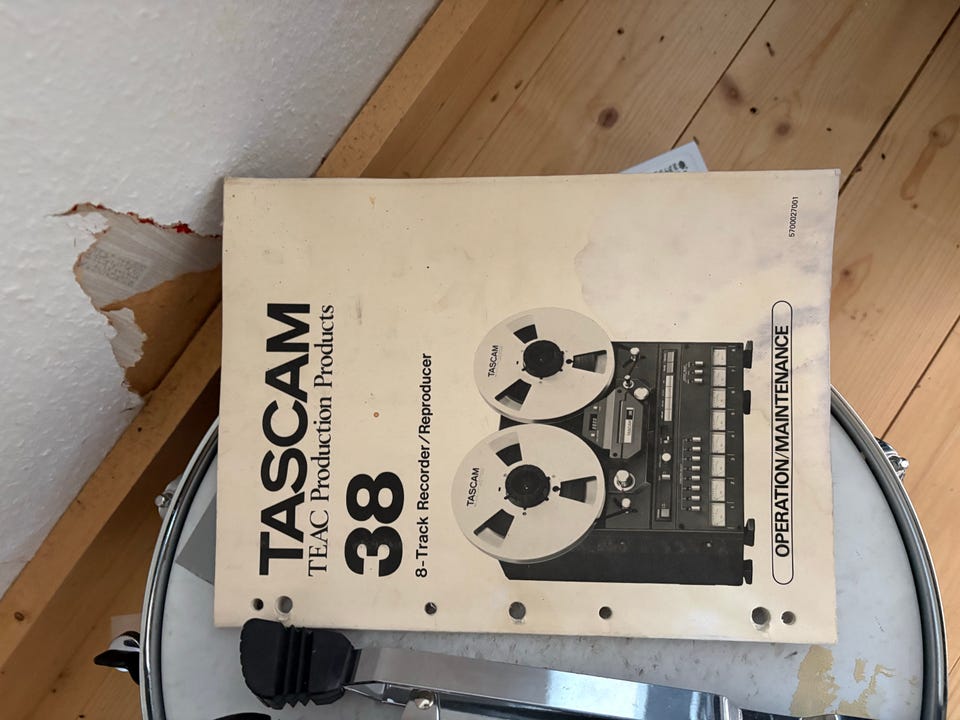 TASCAM
TEAC Production Products
38
8-Track Recorder/Reproducer
TASCAM
TASCAM
OPERATION/MAINTENANCE
5700027001